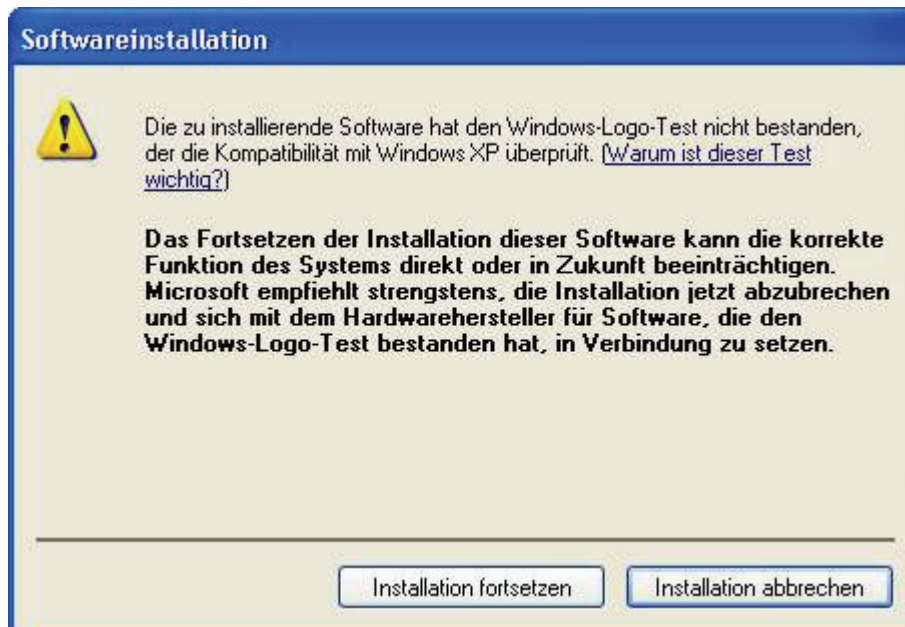 Softwareinstallation
Die zu installierende Software hat den Windows-Logo-Test nicht bestanden,
der die Kompatibilität mit Windows XP überprüft. (Warum ist dieser Test
wichtig?)
Das Fortsetzen der Installation dieser Software kann die korrekte
Funktion des Systems direkt oder in Zukunft beeinträchtigen.
Microsoft empfiehlt strengstens, die Installation jetzt abzubrechen
und sich mit dem Hardwarehersteller für Software, die den
Windows-Logo-Test bestanden hat, in Verbindung zu setzen.
Installation fortsetzen Installation abbrechen